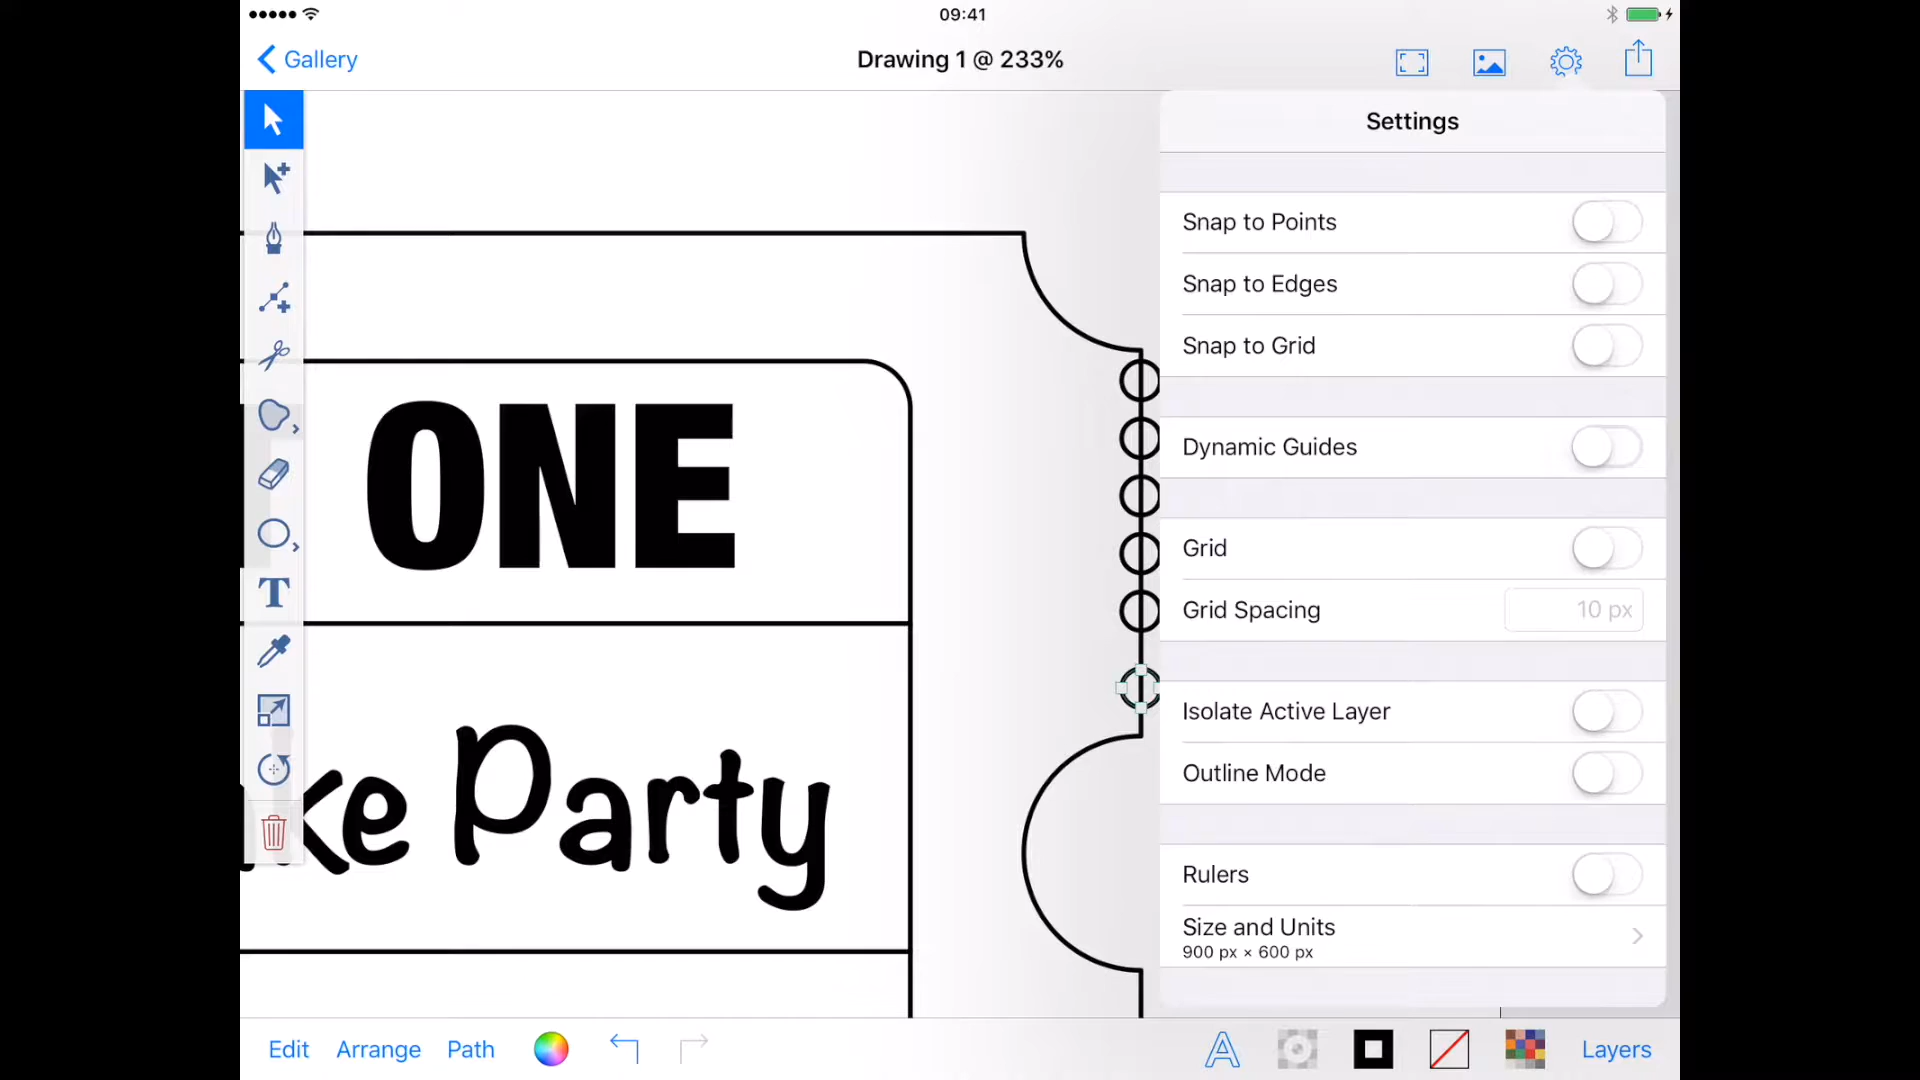 09:41
Gallery
Drawing 1 @ 233%
Settings
Snap to Points
Snap to Edges
Snap to Grid
Dynamic Guides
ONE
Grid
T
Grid Spacing 10 px
Isolate Active Layer
Outline Mode
ke Party
Rulers
Size and Units
900 px × 600 px
Edit Arrange Path A Layers